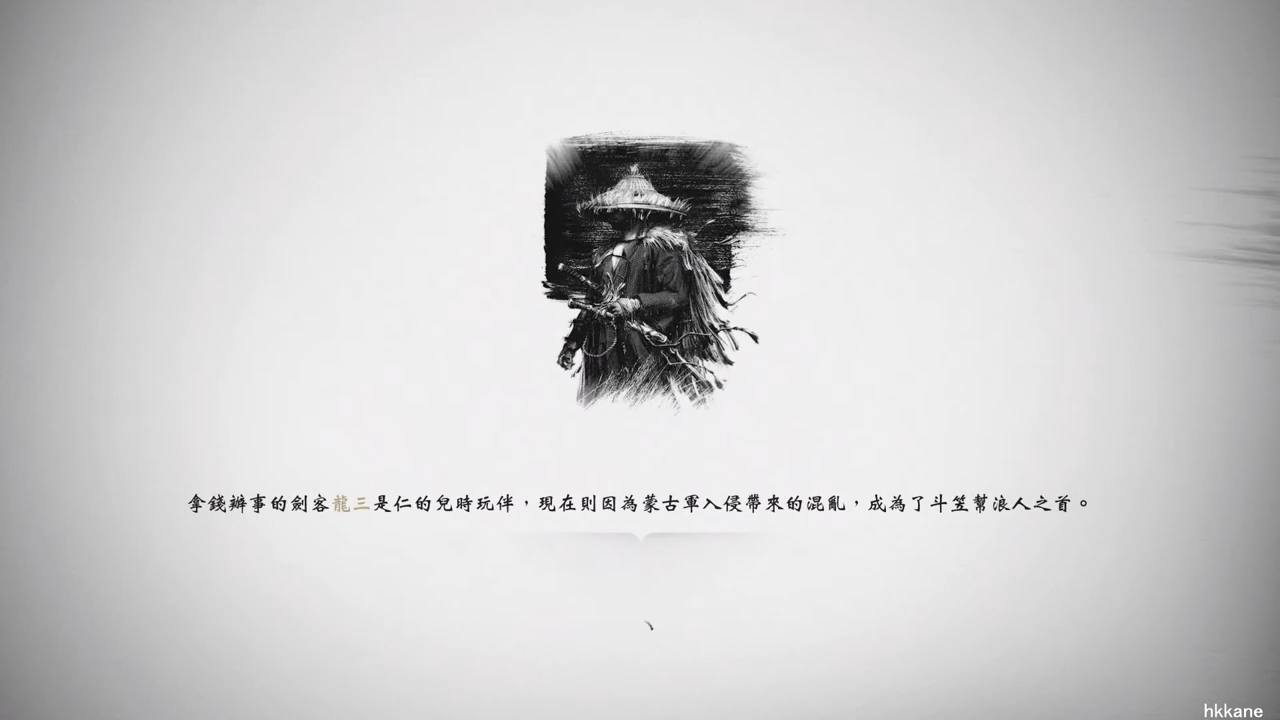 拿錢辦事的劍客龍三是仁的兒時玩伴，現在則因為蒙古軍入侵帶來的混亂，成為了斗笠幫浪人之首。
hkkane